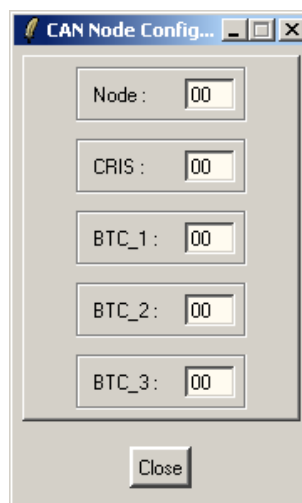 CAN Node Config...
Node : 00
CRIS : 00
BTC_1 : 00
BTC_2 : 00
BTC_3 : 00
Close